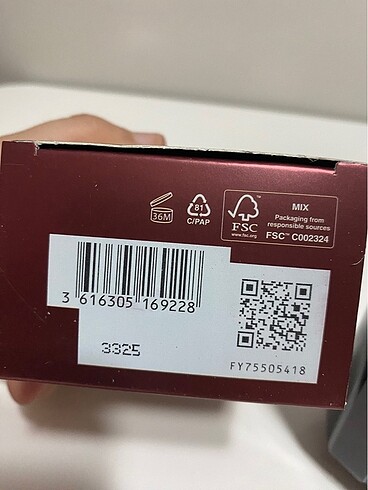 36M
81
C/PAP
FSC
www.fsc.org
MIX
Packaging from
responsible sources
FSC™ C002324
3 616305 169228
3325
FY75505418